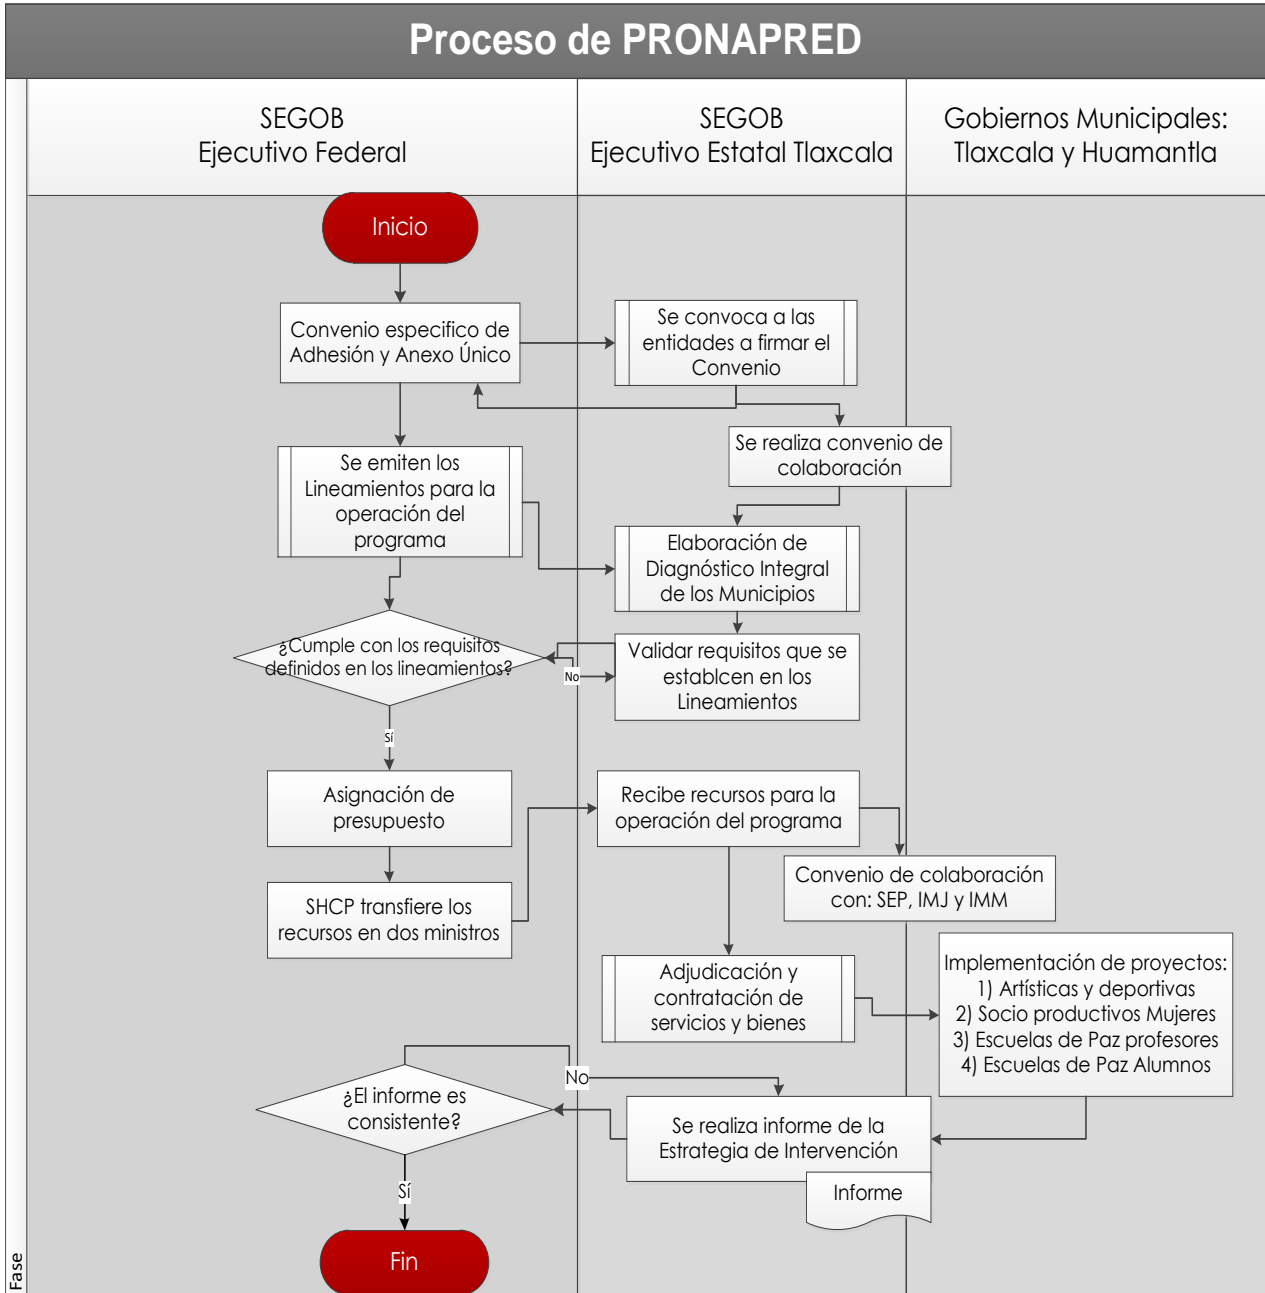 Proceso de PRONAPRED
SEGOB
Ejecutivo Federal
SEGOB
Ejecutivo Estatal Tlaxcala
Gobiernos Municipales:
Tlaxcala y Huamantla
Inicio
Convenio especifico de
Adhesión y Anexo Único
Se convoca a las
entidades a firmar el
Convenio
Se realiza convenio de
colaboración
Se emiten los
Lineamientos para la
operación del
programa
Elaboración de
Diagnóstico Integral
de los Municipios
¿Cumple con los requisitos
definidos en los lineamientos?
No
Validar requisitos que se
establcen en los
Lineamientos
Sí
Asignación de
presupuesto
Recibe recursos para la
operación del programa
SHCP transfiere los
recursos en dos ministros
Convenio de colaboración
con: SEP, IMJ y IMM
Adjudicación y
contratación de
servicios y bienes
Implementación de proyectos:
1) Artísticas y deportivas
2) Socio productivos Mujeres
3) Escuelas de Paz profesores
4) Escuelas de Paz Alumnos
¿El informe es
consistente?
No
Se realiza informe de la
Estrategia de Intervención
Informe
Sí
Fin
Fase